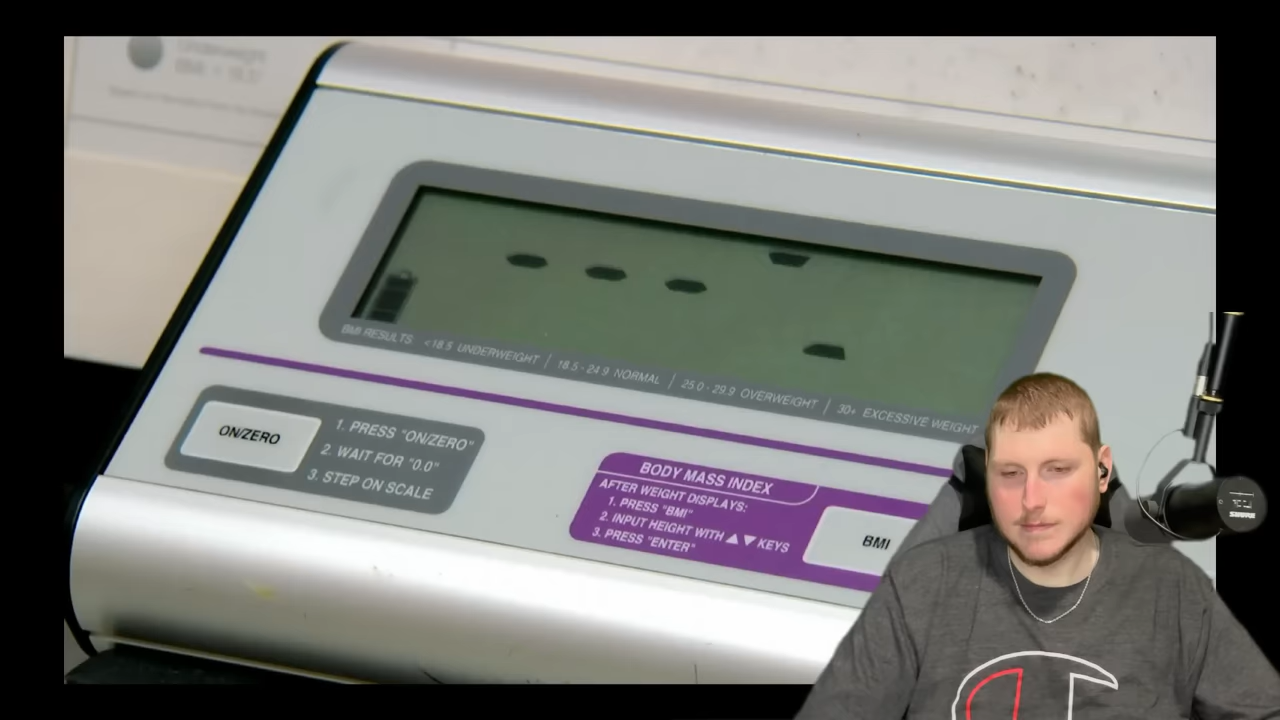 BMI RESULTS <18.5 UNDERWEIGHT | 18.5 - 24.9 NORMAL | 25.0 - 29.9 OVERWEIGHT | 30+ EXCESSIVE WEIGHT
ON/ZERO
1. PRESS "ON/ZERO"
2. WAIT FOR "0.0"
3. STEP ON SCALE
BODY MASS INDEX
AFTER WEIGHT DISPLAYS:
1. PRESS "BMI"
2. INPUT HEIGHT WITH ▲▼ KEYS
3. PRESS "ENTER"
BMI
SHURE